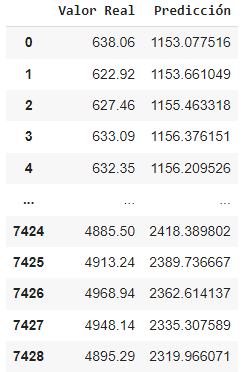 Valor Real Predicción
0 638.06 1153.077516
1 622.92 1153.661049
2 627.46 1155.463318
3 633.09 1156.376151
4 632.35 1156.209526
... ... ...
7424 4885.50 2418.389802
7425 4913.24 2389.736667
7426 4968.94 2362.614137
7427 4948.14 2335.307589
7428 4895.29 2319.966071